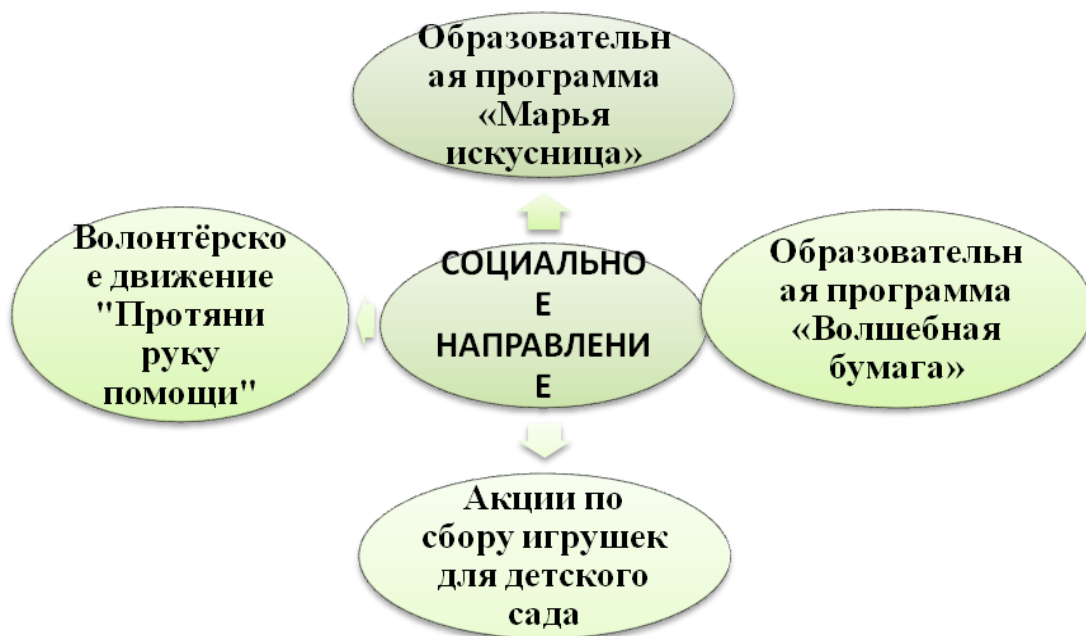 Образовательн
ая программа
«Марья
искусница»
Волонтёрско
е движение
"Протяни
руку
помощи"
СОЦИАЛЬНО
Е
НАПРАВЛЕНИ
Е
Образовательн
ая программа
«Волшебная
бумага»
Акции по
сбору игрушек
для детского
сада